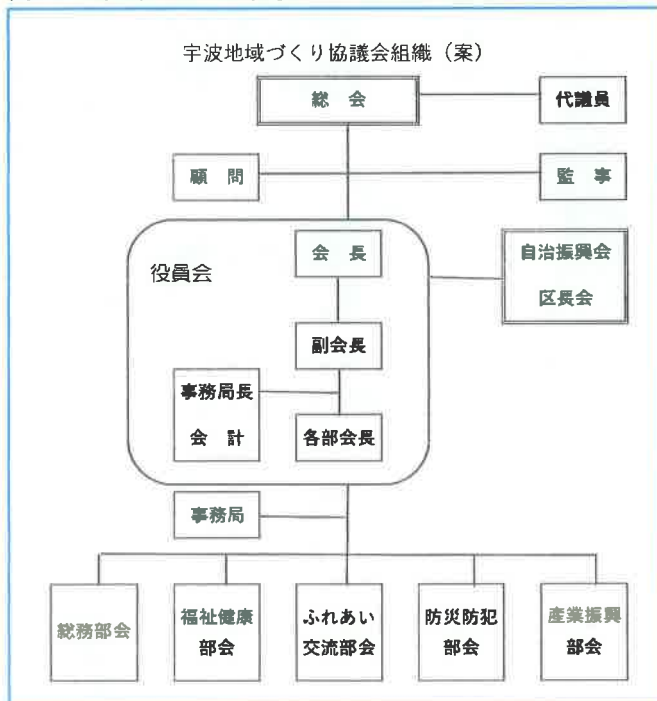 宇波地域づくり協議会組織（案）
総　会
代議員
顧　問
監　事
役員会
会　長
自治振興会
区長会
副会長
事務局長
会　計
各部会長
事務局
総務部会
福祉健康
部会
ふれあい
交流部会
防災防犯
部会
産業振興
部会